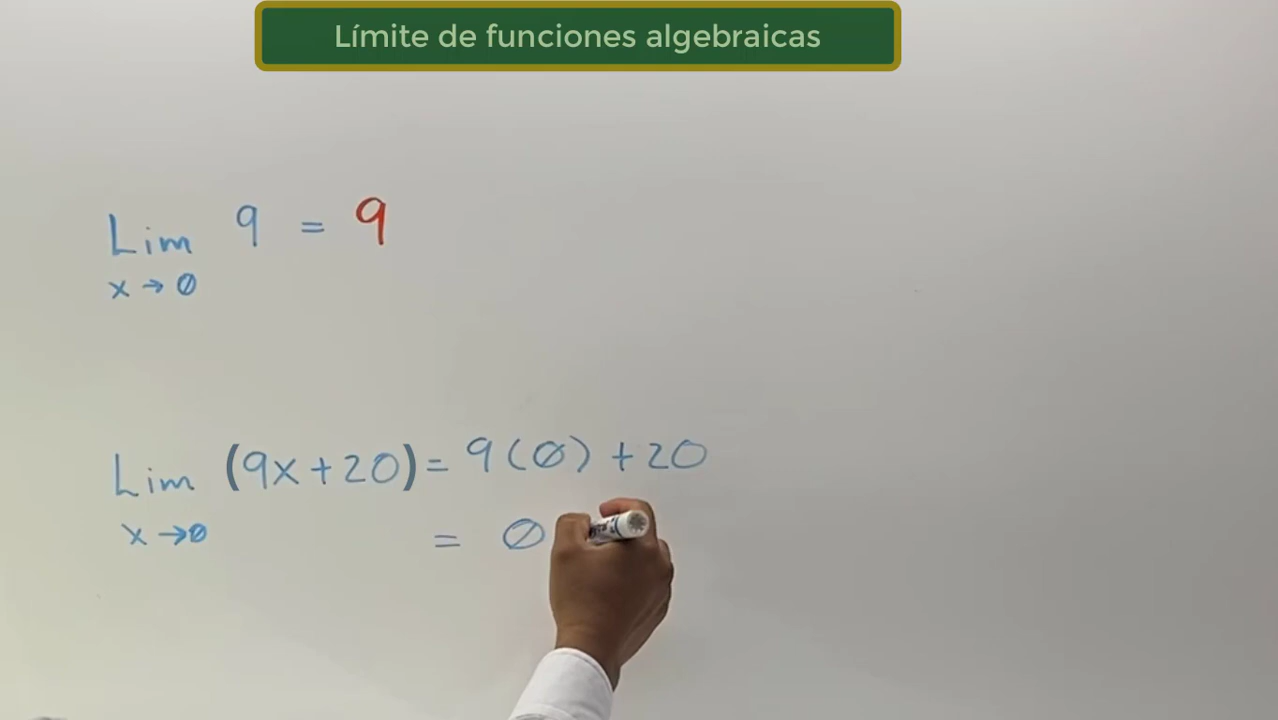 Límite de funciones algebraicas
Lim 9 = 9
x → 0
Lim (9x+20) = 9(0) + 20
x → 0 = 0